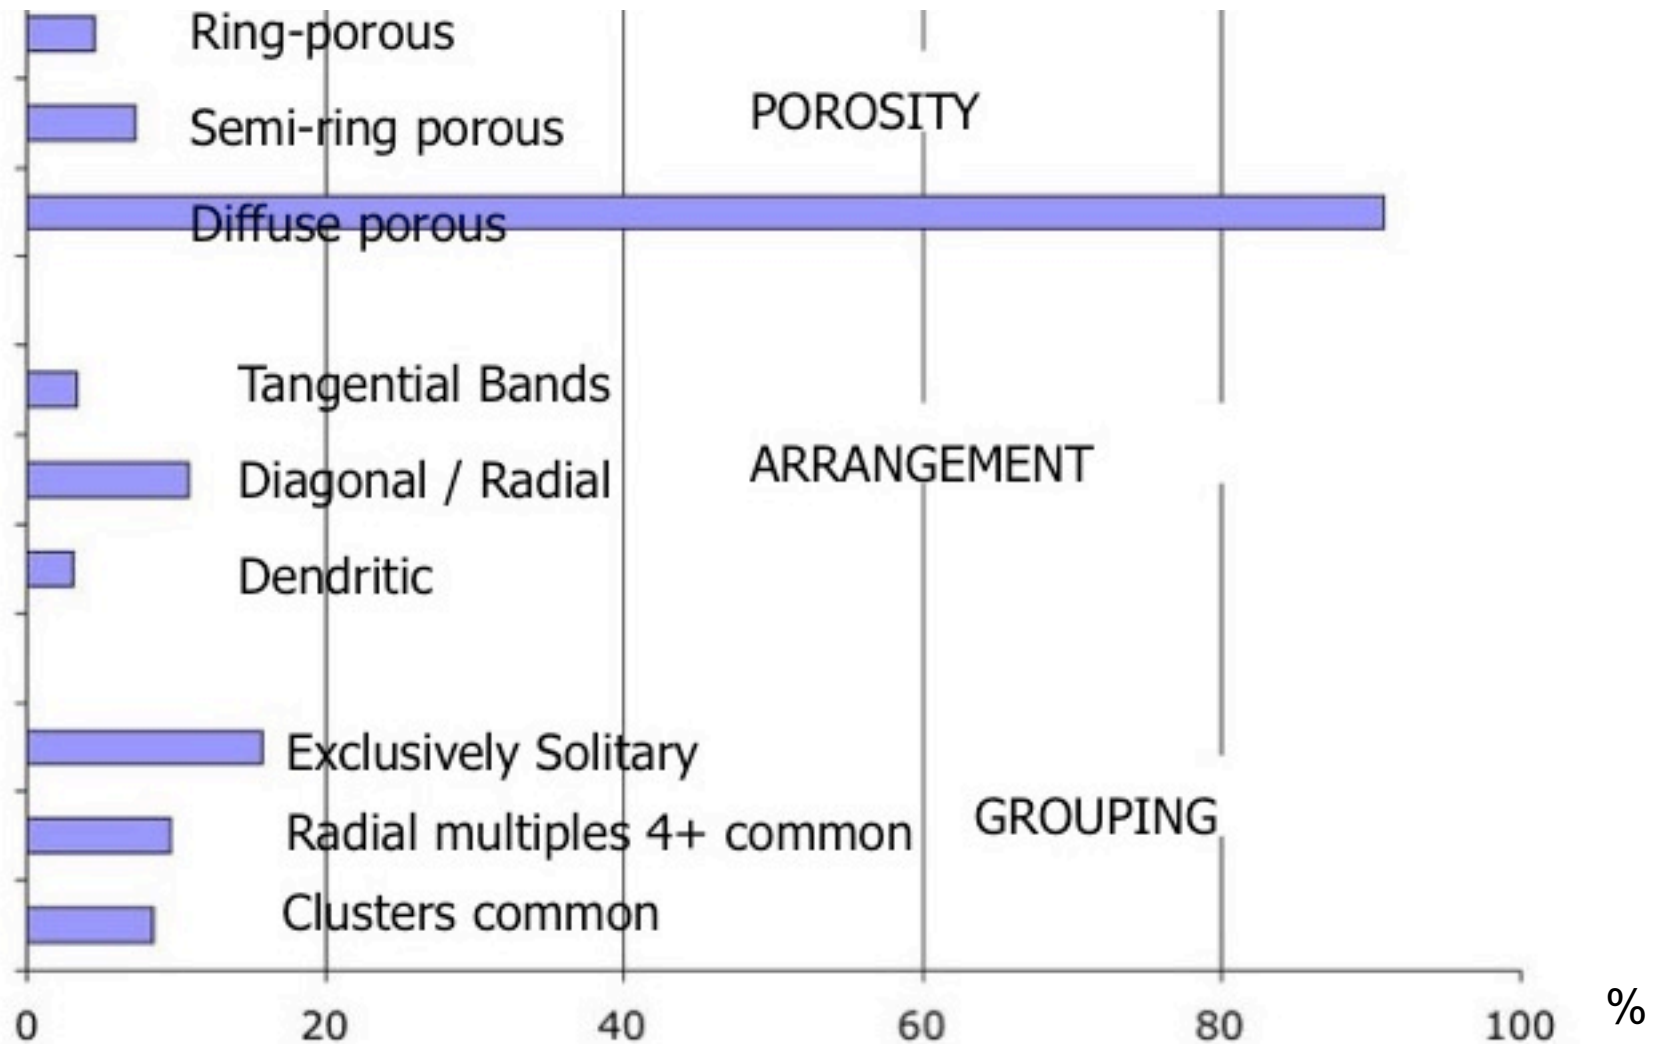 Ring-porous
POROSITY
Semi-ring porous
Diffuse porous
Tangential Bands
ARRANGEMENT
Diagonal / Radial
Dendritic
Exclusively Solitary
GROUPING
Radial multiples 4+ common
Clusters common
0 20 40 60 80 100 %